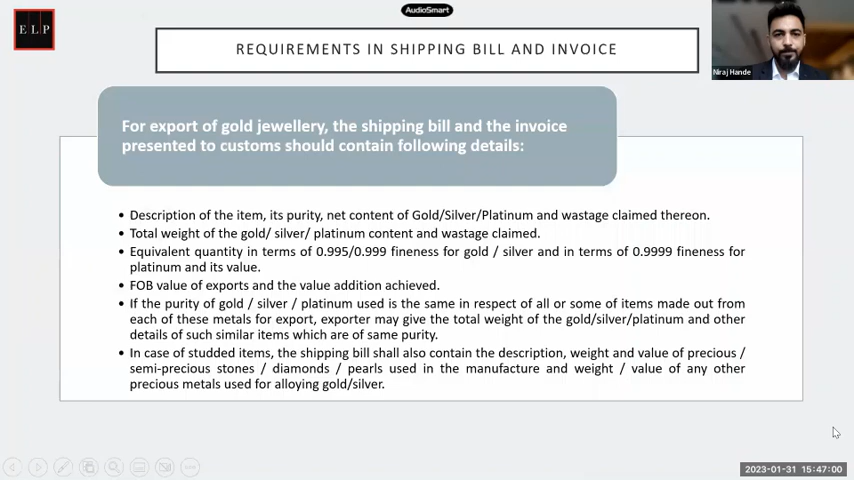 AudioSmart
ELP
REQUIREMENTS IN SHIPPING BILL AND INVOICE
Niraj Hande
For export of gold jewellery, the shipping bill and the invoice
presented to customs should contain following details:
• Description of the item, its purity, net content of Gold/Silver/Platinum and wastage claimed thereon.
• Total weight of the gold/ silver/ platinum content and wastage claimed.
• Equivalent quantity in terms of 0.995/0.999 fineness for gold / silver and in terms of 0.9999 fineness for
platinum and its value.
• FOB value of exports and the value addition achieved.
• If the purity of gold / silver / platinum used is the same in respect of all or some of items made out from
each of these metals for export, exporter may give the total weight of the gold/silver/platinum and other
details of such similar items which are of same purity.
• In case of studded items, the shipping bill shall also contain the description, weight and value of precious /
semi-precious stones / diamonds / pearls used in the manufacture and weight / value of any other
precious metals used for alloying gold/silver.
2023-01-31 15:47:00